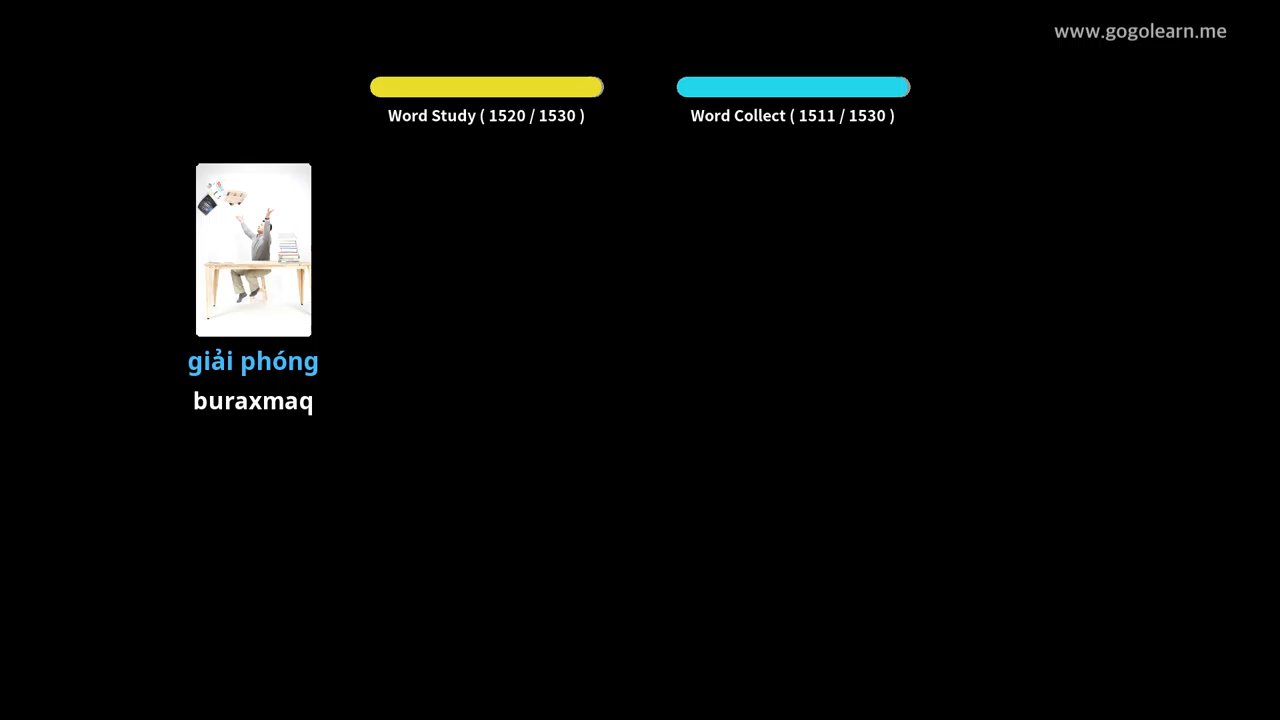 www.gogolearn.me
Word Study ( 1520 / 1530 )
Word Collect ( 1511 / 1530 )
giải phóng
buraxmaq